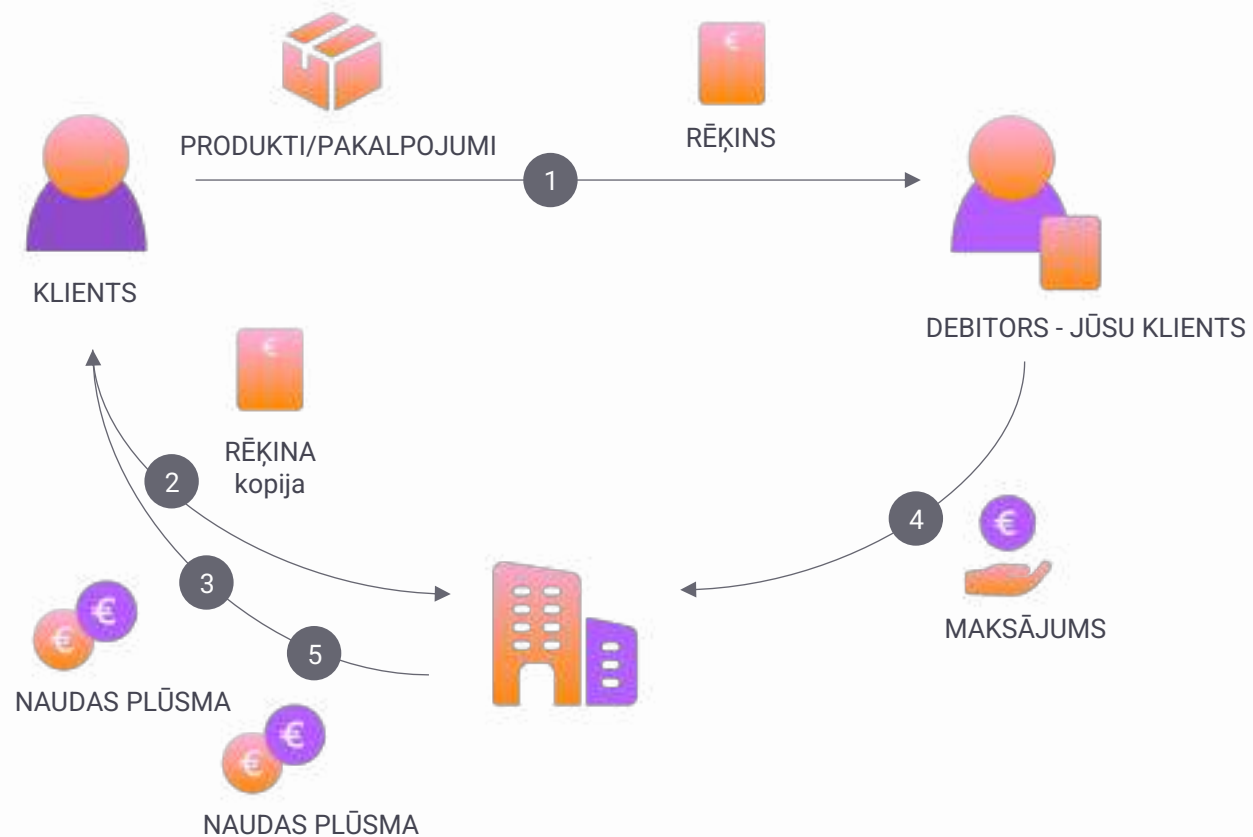 PRODUKTI/PAKALPOJUMI
€
RĒĶINS
1
KLIENTS
DEBITORS - JŪSU KLIENTS
€
RĒĶINA
kopija
2
4
€
MAKSĀJUMS
3
€ €
NAUDAS PLŪSMA
5
€ €
NAUDAS PLŪSMA